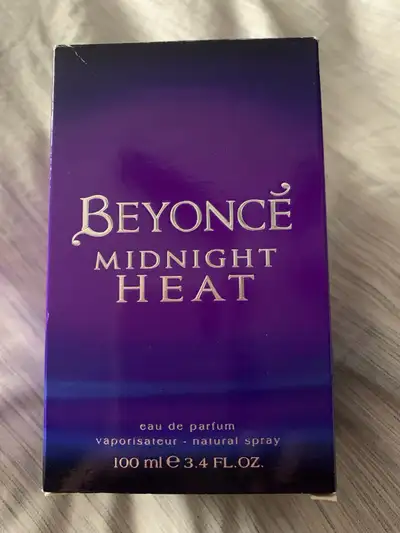 BEYONCÉ
MIDNIGHT
HEAT
eau de parfum
vaporisateur - natural spray
100 ml ℮ 3.4 FL.OZ.